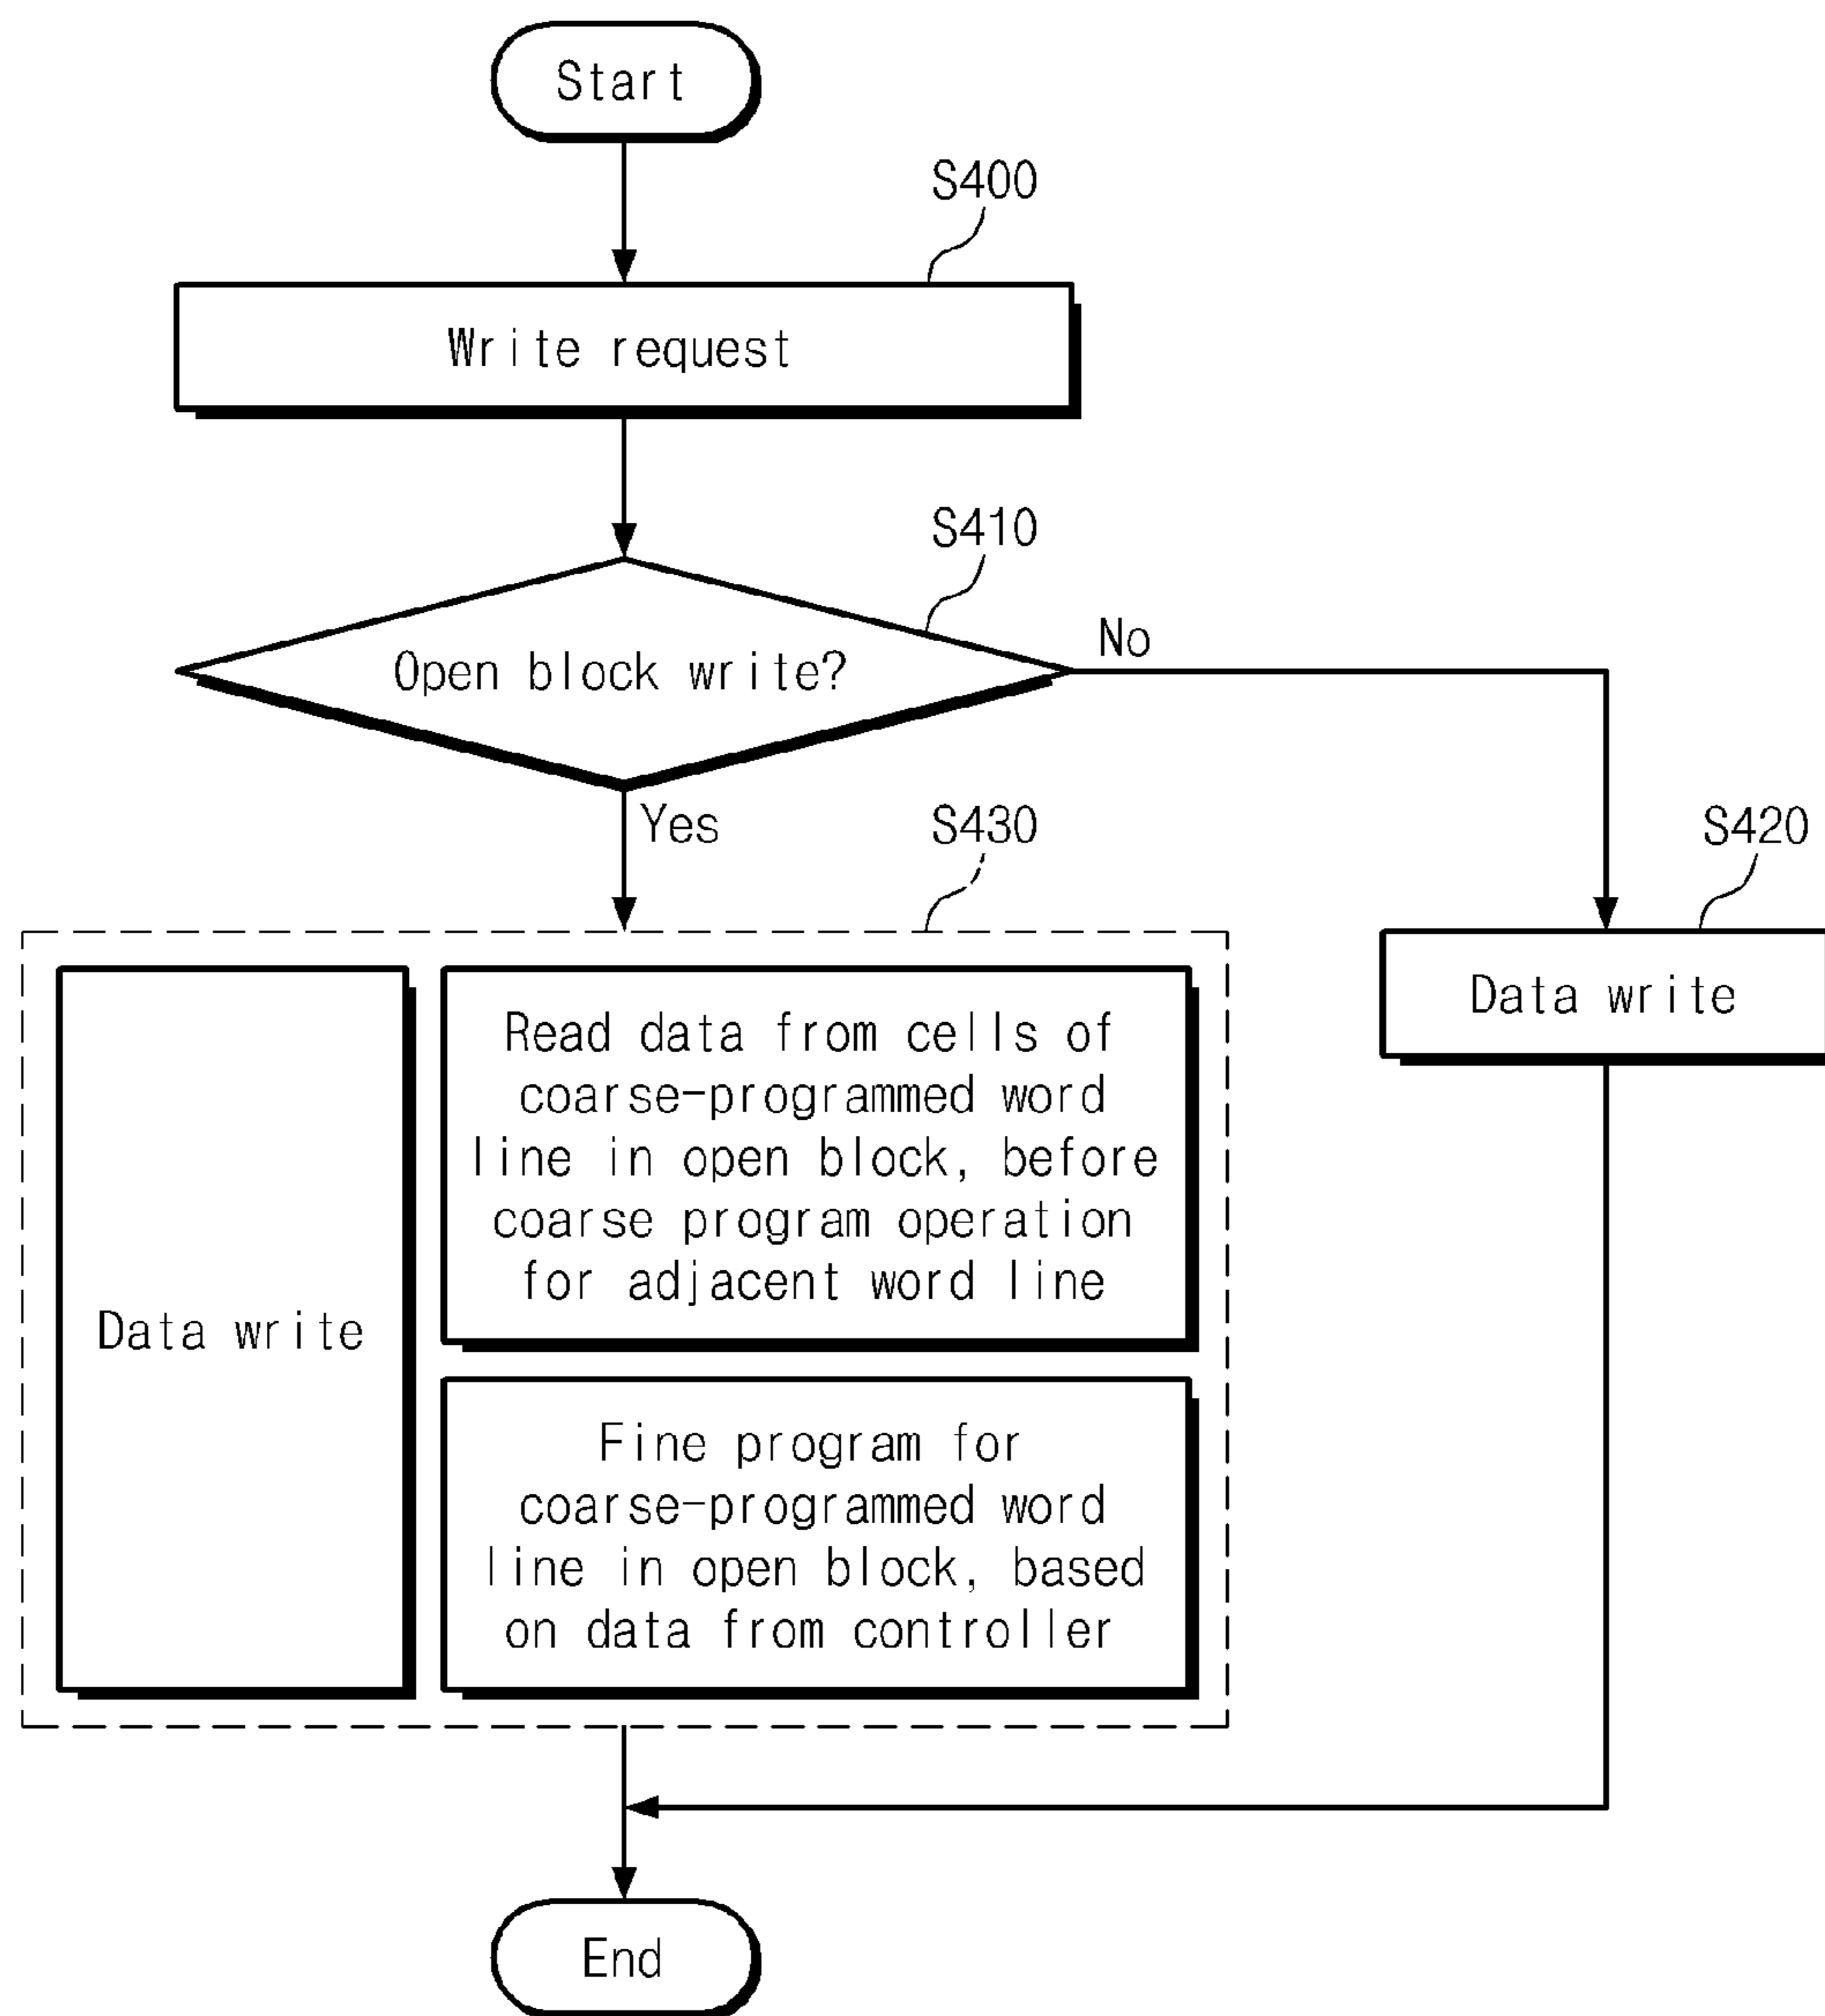 Start
S400
Write request
S410
Open block write?
No
Yes
S430
S420
Data write
Read data from cells of
coarse-programmed word
line in open block, before
coarse program operation
for adjacent word line
Data write
Fine program for
coarse-programmed word
line in open block, based
on data from controller
End